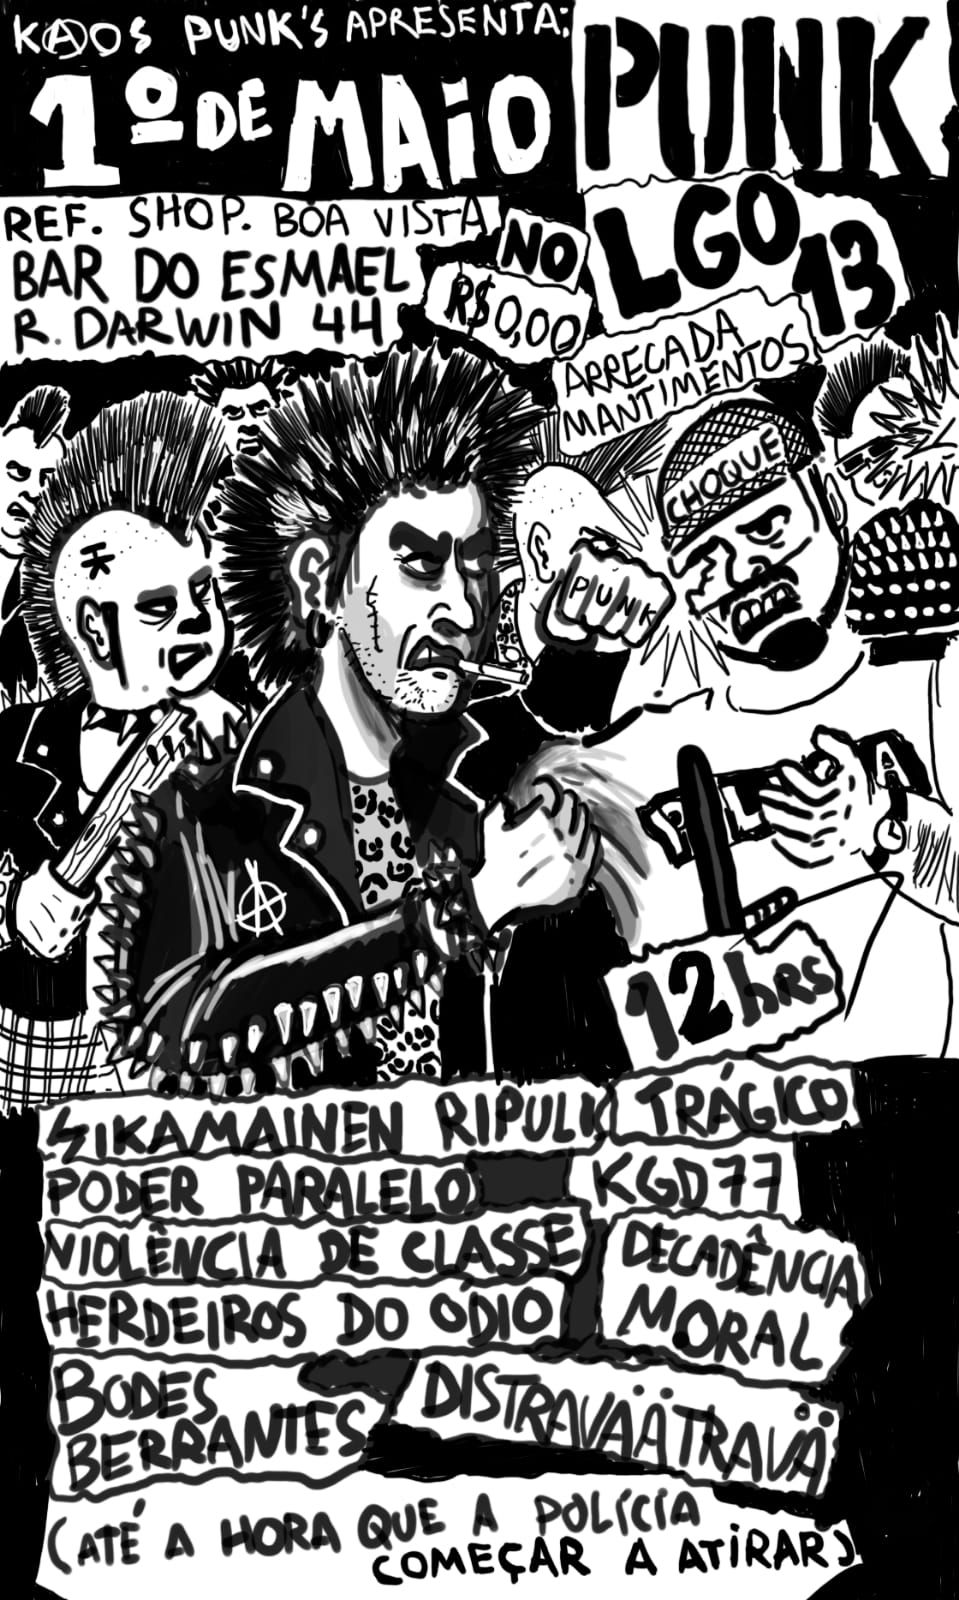 KAOS PUNK'S APRESENTA:
1º DE MAIO PUNK
NO LGO 13
REF. SHOP. BOA VISTA
BAR DO ESMAEL
R. DARWIN 44
R$0,00
ARRECADA
MANTIMENTOS
CHOQUE
PUNK
12 hRS
SIKAMAINEN RIPULI
TRÁGICO
PODER PARALELO
KGD77
VIOLÊNCIA DE CLASSE
DECADÊNCIA
MORAL
HERDEIROS DO ÓDIO
BODES
BERRANTES
DISTRAVÄÄTRAVÄ
(ATÉ A HORA QUE A POLÍCIA
COMEÇAR A ATIRAR)